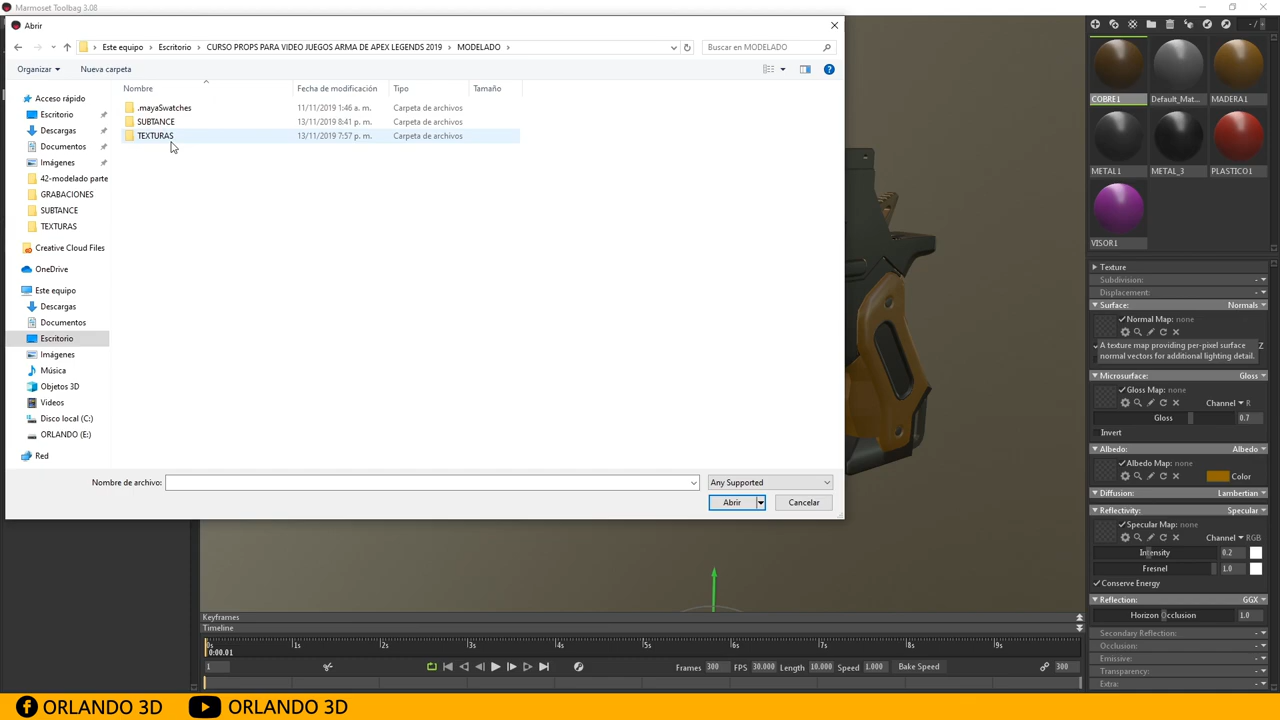 Marmoset Toolbag 3.08
Abrir
Este equipo > Escritorio > CURSO PROPS PARA VIDEO JUEGOS ARMA DE APEX LEGENDS 2019 > MODELADO >
Buscar en MODELADO
Organizar
Nueva carpeta
Nombre
Fecha de modificación
Tipo
Tamaño
.mayaSwatches 11/11/2019 1:46 a. m. Carpeta de archivos
SUBTANCE 13/11/2019 8:41 p. m. Carpeta de archivos
TEXTURAS 13/11/2019 7:57 p. m. Carpeta de archivos
Acceso rápido
Escritorio
Descargas
Documentos
Imágenes
42-modelado parte
GRABACIONES
SUBTANCE
TEXTURAS
Creative Cloud Files
OneDrive
Este equipo
Descargas
Documentos
Escritorio
Imágenes
Música
Objetos 3D
Videos
Disco local (C:)
ORLANDO (E:)
Red
Nombre de archivo:
Any Supported
Abrir
Cancelar
COBRE1
Default_Mat...
MADERA1
METAL1
METAL_3
PLASTICO1
VISOR1
Texture
Subdivision:
Displacement:
Surface: Normals
Normal Map: none
A texture map providing per-pixel surface
normal vectors for additional lighting detail.
Z
Microsurface: Gloss
Gloss Map: none
Channel R
Gloss 0.7
Invert
Albedo: Albedo
Albedo Map: none
Color
Diffusion: Lambertian
Reflectivity: Specular
Specular Map: none
Channel RGB
Intensity 0.2
Fresnel 1.0
Conserve Energy
Reflection: GGX
Horizon Occlusion 1.0
Secondary Reflection:
Occlusion:
Emissive:
Transparency:
Extra:
Keyframes
Timeline
0s 1s 2s 3s 4s 5s 6s 7s 8s 9s
0:00.01
1
Frames 300 FPS 30.000 Length 10.000 Speed 1.000 Bake Speed 300
ORLANDO 3D
ORLANDO 3D